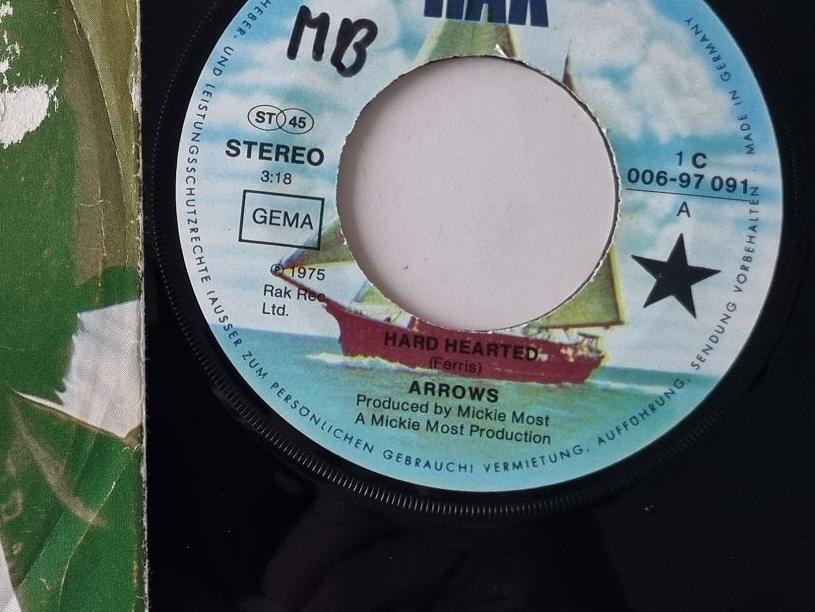 RAK
MB
ST 45
STEREO
3:18
GEMA
℗ 1975
Rak Rec.
Ltd.
1 C
006-97 091
A
HARD HEARTED
(Ferris)
ARROWS
Produced by Mickie Most
A Mickie Most Production
HEBER. UND LEISTUNGSSCHUTZRECHTE (AUSSER ZUM PERSÖNLICHEN GEBRAUCH) VERMIETUNG, AUFFÜHRUNG, SENDUNG VORBEHALTEN · MADE IN GERMANY